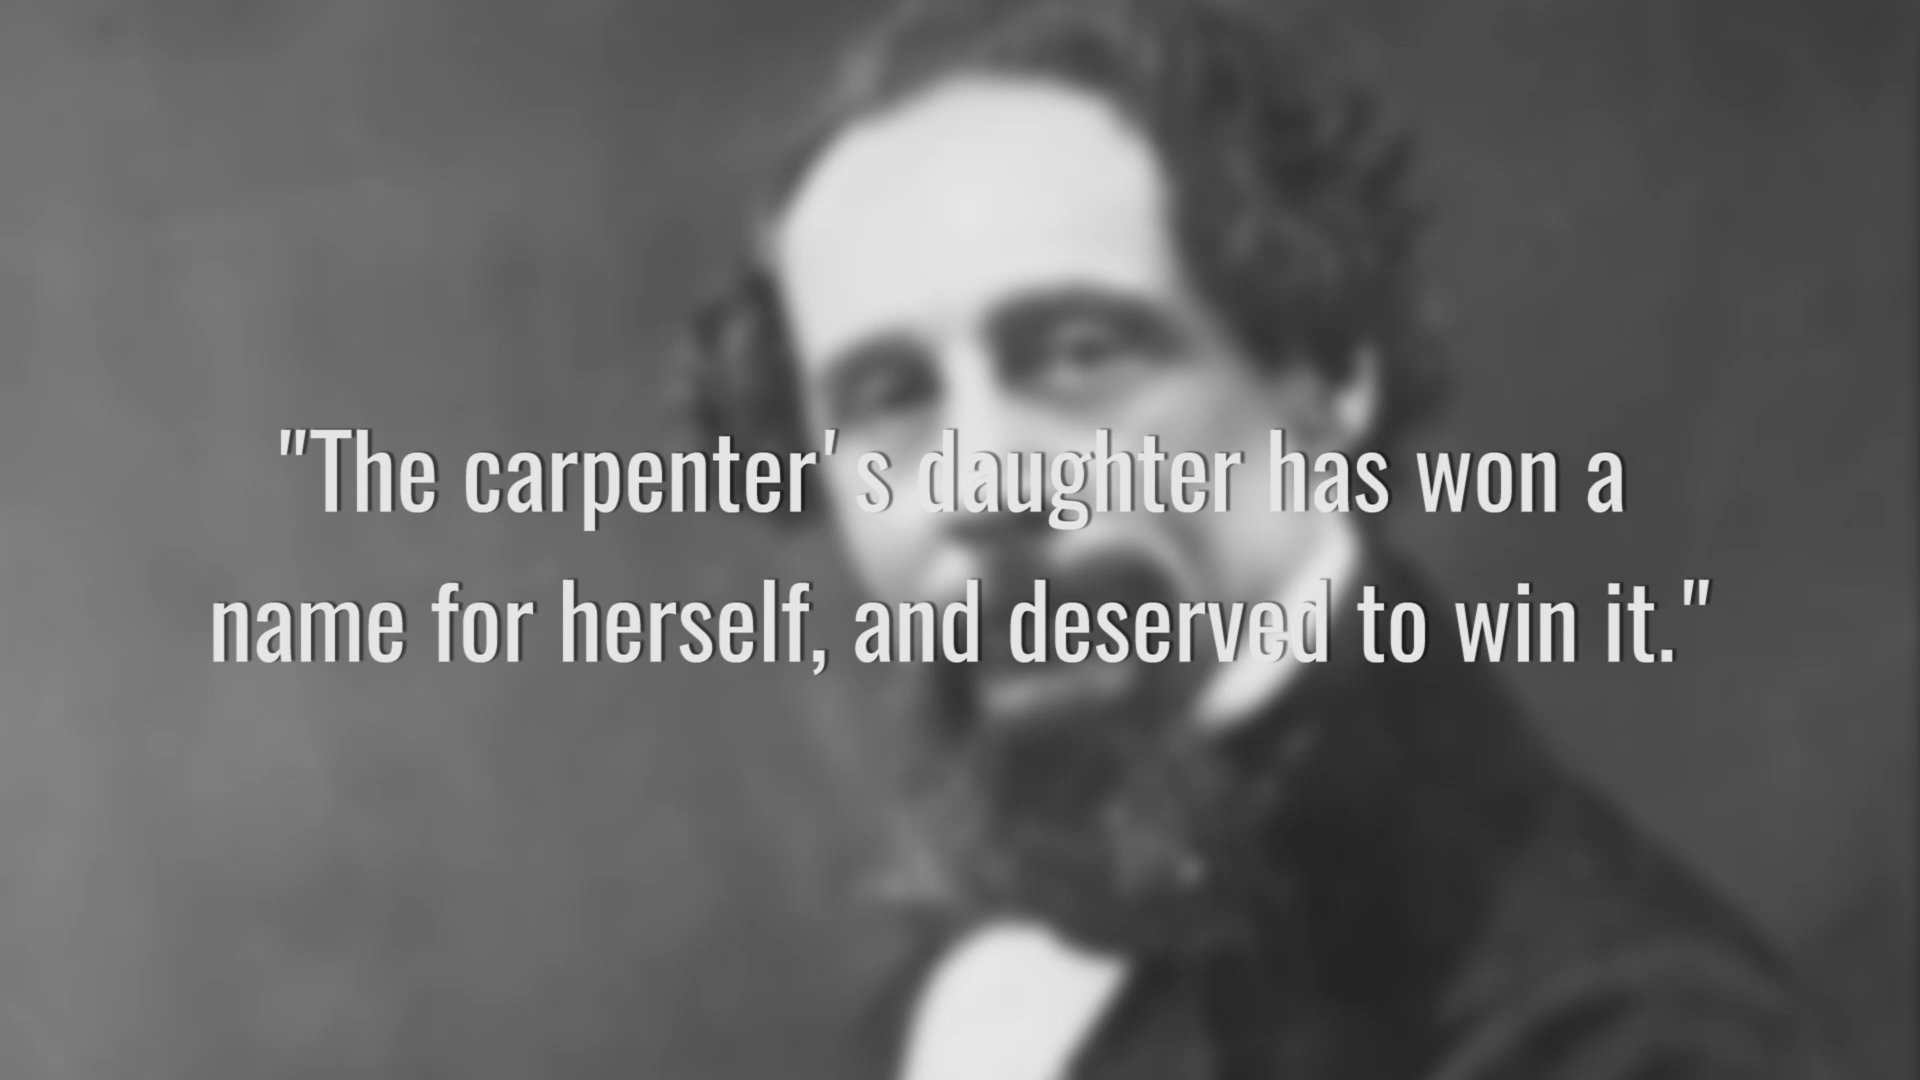 "The carpenter's daughter has won a
name for herself, and deserved to win it."